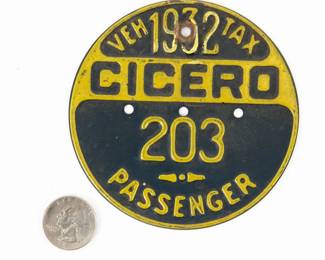 VEH 1932 TAX
CICERO
203
PASSENGER